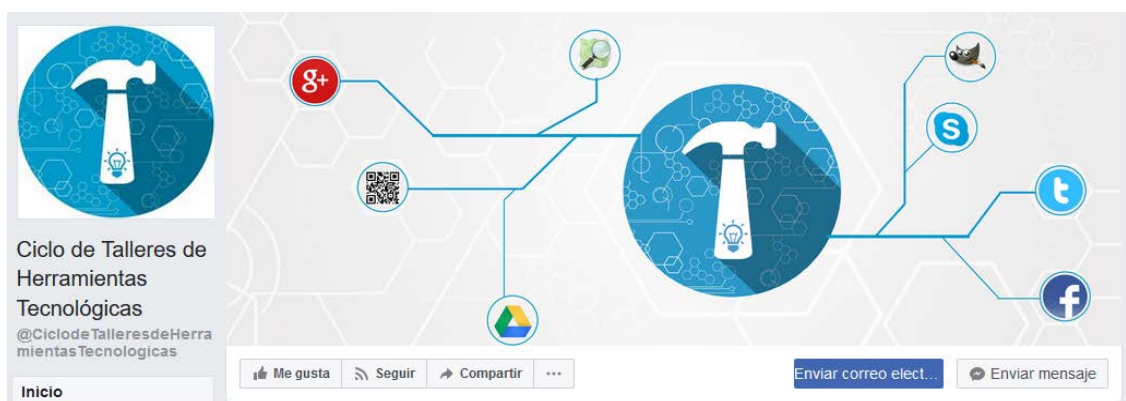 Ciclo de Talleres de
Herramientas
Tecnológicas
@CiclodeTalleresdeHerra
mientasTecnologicas
Inicio
g+
S
t
f
Me gusta
Seguir
Compartir
...
Enviar correo elect...
Enviar mensaje